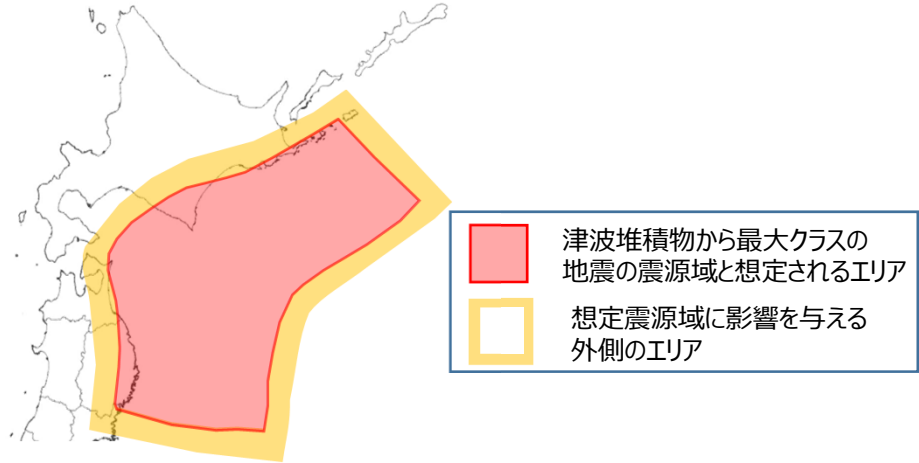 津波堆積物から最大クラスの
地震の震源域と想定されるエリア
想定震源域に影響を与える
外側のエリア